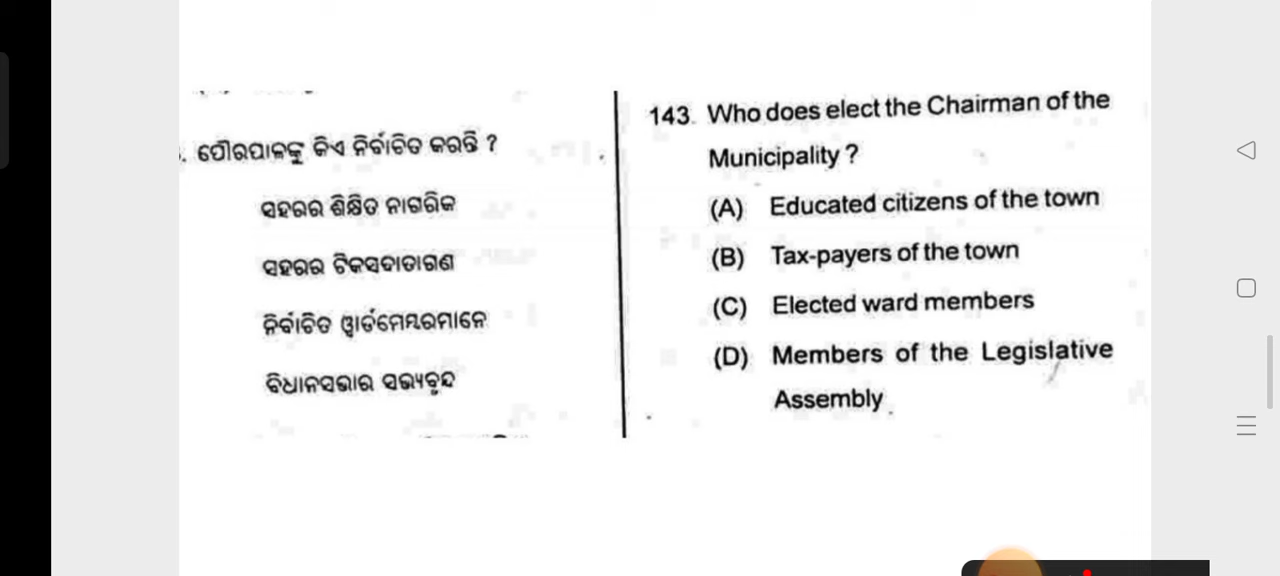 ପୌରପାଳଙ୍କୁ କିଏ ନିର୍ବାଚିତ କରନ୍ତି ?
ସହରର ଶିକ୍ଷିତ ନାଗରିକ
ସହରର ଟିକସଦାତାଗଣ
ନିର୍ବାଚିତ ୱାର୍ଡମେମ୍ବରମାନେ
ବିଧାନସଭାର ସଭ୍ୟବୃନ୍ଦ
143. Who does elect the Chairman of the
Municipality ?
(A) Educated citizens of the town
(B) Tax-payers of the town
(C) Elected ward members
(D) Members of the Legislative
Assembly